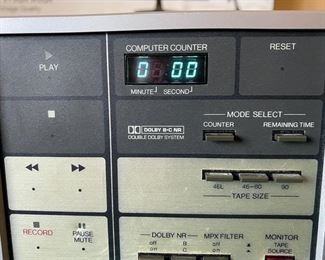 COMPUTER COUNTER
RESET
PLAY
0 00
MINUTE SECOND
MODE SELECT
COUNTER REMAINING TIME
DOLBY B-C NR
DOUBLE DOLBY SYSTEM
46L 46-60 90
TAPE SIZE
RECORD PAUSE
MUTE
DOLBY NR MPX FILTER MONITOR
off B off TAPE
on C on SOURCE